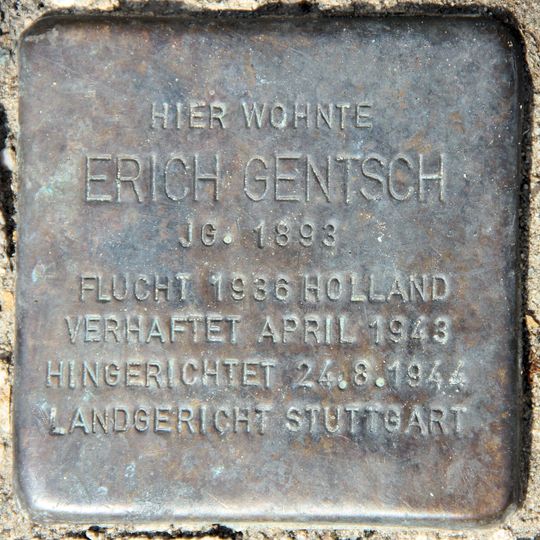 HIER WOHNTE
ERICH GENTSCH
JG. 1893
FLUCHT 1936 HOLLAND
VERHAFTET APRIL 1943
HINGERICHTET 24.8.1944
LANDGERICHT STUTTGART